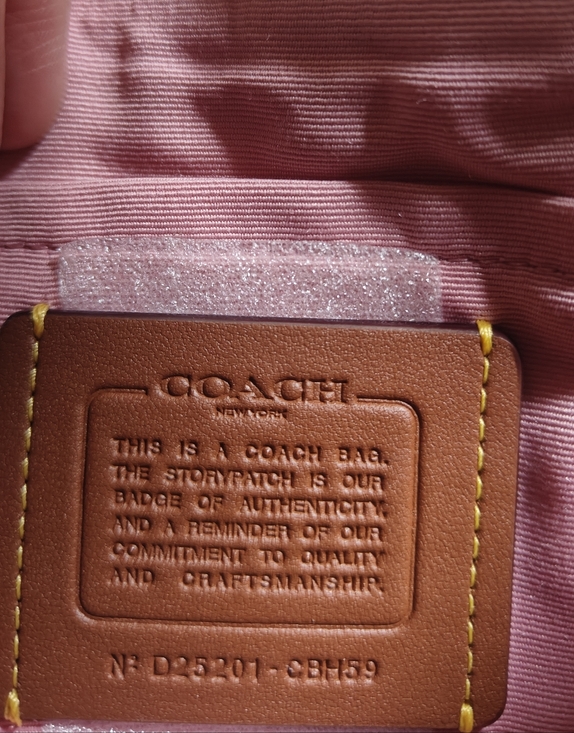 COACH
NEW YORK
THIS IS A COACH BAG.
THE STORYPATCH IS OUR
BADGE OF AUTHENTICITY,
AND A REMINDER OF OUR
COMMITMENT TO QUALITY
AND CRAFTSMANSHIP.
Nº D25201-CBH59